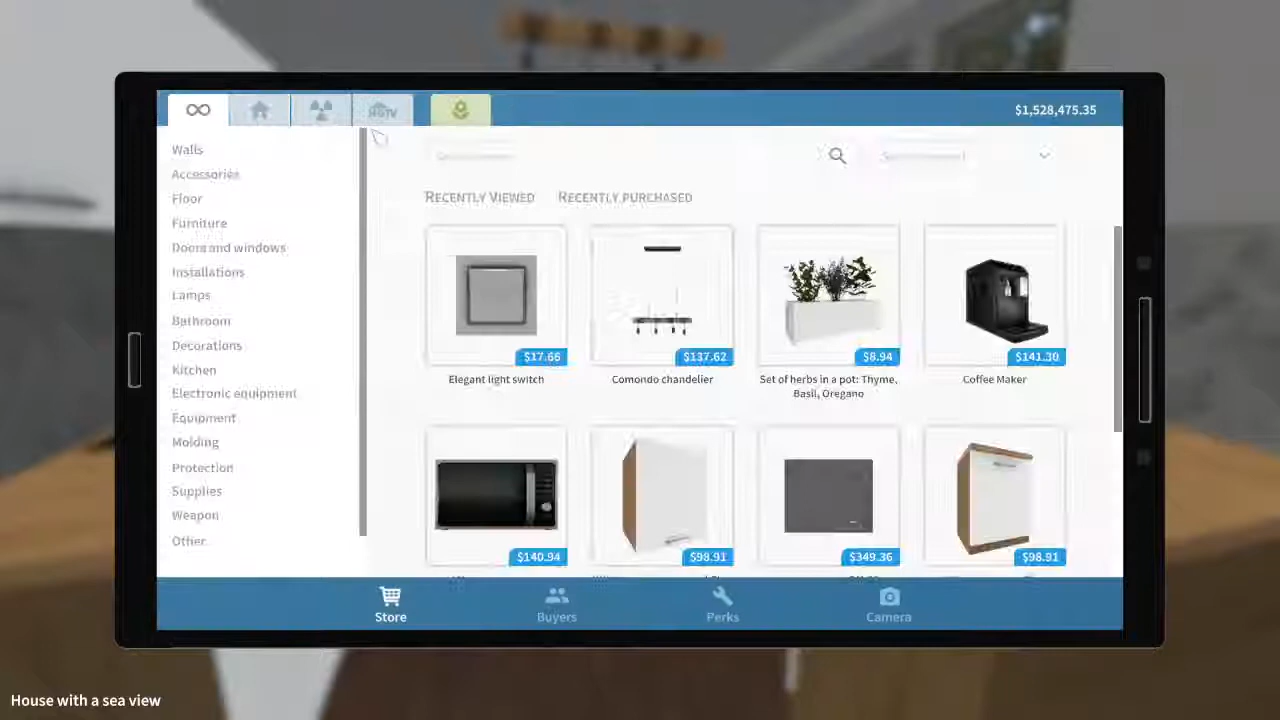 HGTV
$1,528,475.35
Walls
Accessories
Floor
Furniture
Doors and windows
Installations
Lamps
Bathroom
Decorations
Kitchen
Electronic equipment
Equipment
Molding
Protection
Supplies
Weapon
Other
RECENTLY VIEWED RECENTLY PURCHASED
$17.66 $137.62 $8.94 $141.30
Elegant light switch Comondo chandelier Set of herbs in a pot: Thyme, Basil, Oregano Coffee Maker
$140.94 $98.91 $349.36 $98.91
Store Buyers Perks Camera
House with a sea view